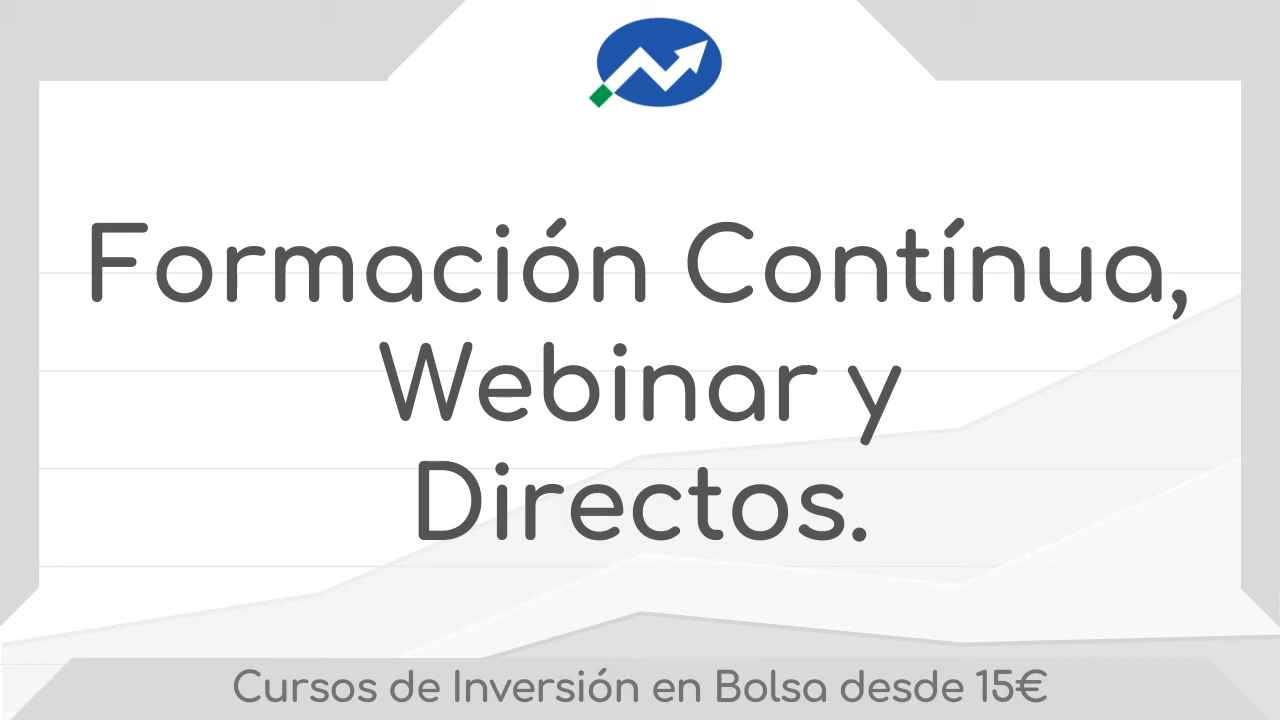 Formación Contínua,
Webinar y
Directos.
Cursos de Inversión en Bolsa desde 15€